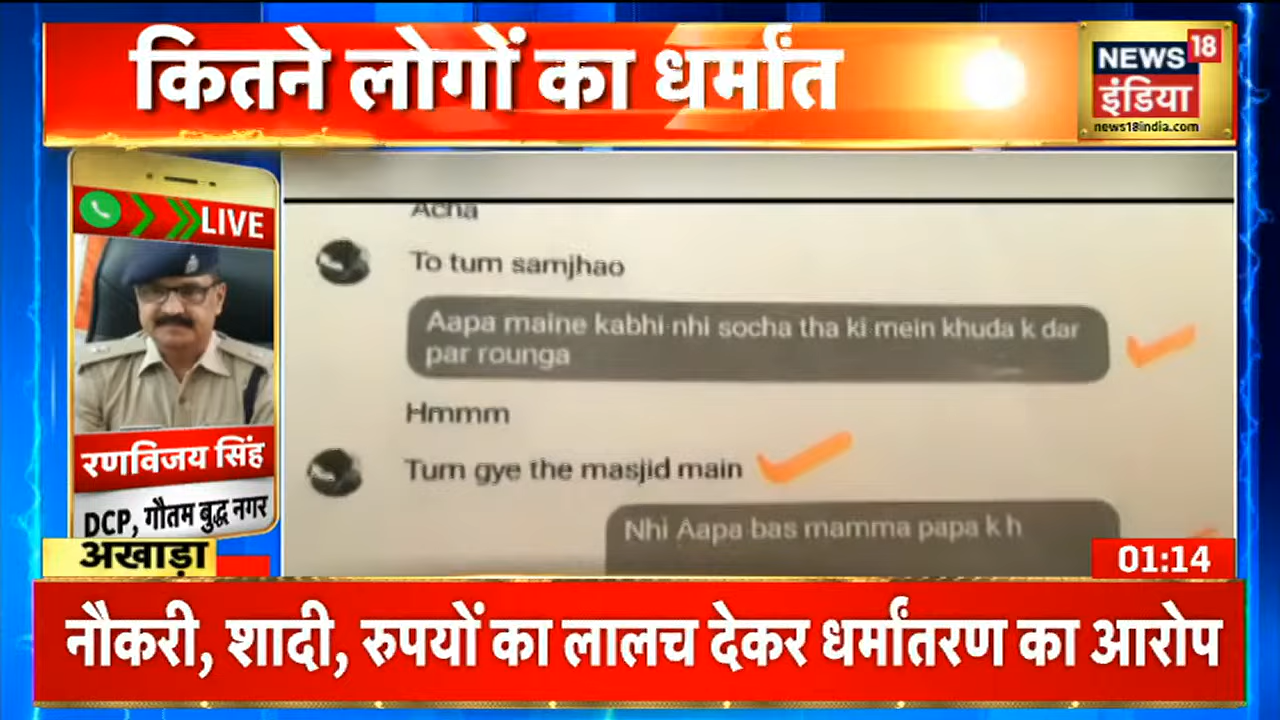 कितने लोगों का धर्मांत
NEWS 18
इंडिया
news18india.com
LIVE
रणविजय सिंह
DCP, गौतम बुद्ध नगर
Acha
To tum samjhao
Aapa maine kabhi nhi socha tha ki mein khuda k dar
par rounga
Hmmm
Tum gye the masjid main
Nhi Aapa bas mamma papa k h
अखाड़ा
01:14
नौकरी, शादी, रुपयों का लालच देकर धर्मांतरण का आरोप